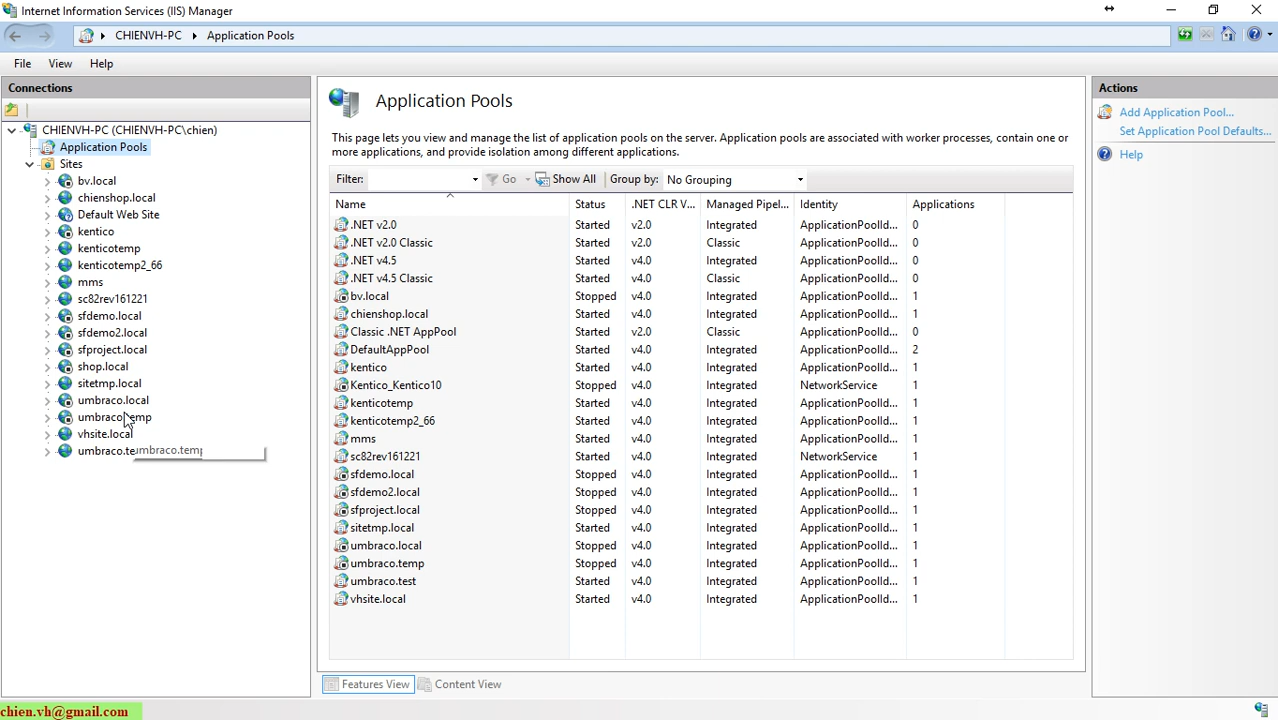 Internet Information Services (IIS) Manager
CHIENVH-PC
Application Pools
File
View
Help
Connections
CHIENVH-PC (CHIENVH-PC\chien)
Application Pools
Sites
bv.local
chienshop.local
Default Web Site
kentico
kenticotemp
kenticotemp2_66
mms
sc82rev161221
sfdemo.local
sfdemo2.local
sfproject.local
shop.local
sitetmp.local
umbraco.local
umbraco.temp
vhsite.local
umbraco.te
umbraco.temp
Application Pools
This page lets you view and manage the list of application pools on the server. Application pools are associated with worker processes, contain one or
more applications, and provide isolation among different applications.
Filter: Go Show All Group by: No Grouping
Name Status .NET CLR V... Managed Pipel... Identity Applications
.NET v2.0 Started v2.0 Integrated ApplicationPoolId... 0
.NET v2.0 Classic Started v2.0 Classic ApplicationPoolId... 0
.NET v4.5 Started v4.0 Integrated ApplicationPoolId... 0
.NET v4.5 Classic Started v4.0 Classic ApplicationPoolId... 0
bv.local Stopped v4.0 Integrated ApplicationPoolId... 1
chienshop.local Started v4.0 Integrated ApplicationPoolId... 1
Classic .NET AppPool Started v2.0 Classic ApplicationPoolId... 0
DefaultAppPool Started v4.0 Integrated ApplicationPoolId... 2
kentico Started v4.0 Integrated ApplicationPoolId... 1
Kentico_Kentico10 Stopped v4.0 Integrated NetworkService 1
kenticotemp Started v4.0 Integrated ApplicationPoolId... 1
kenticotemp2_66 Started v4.0 Integrated ApplicationPoolId... 1
mms Started v4.0 Integrated ApplicationPoolId... 1
sc82rev161221 Started v4.0 Integrated NetworkService 1
sfdemo.local Stopped v4.0 Integrated ApplicationPoolId... 1
sfdemo2.local Stopped v4.0 Integrated ApplicationPoolId... 1
sfproject.local Stopped v4.0 Integrated ApplicationPoolId... 1
sitetmp.local Started v4.0 Integrated ApplicationPoolId... 1
umbraco.local Stopped v4.0 Integrated ApplicationPoolId... 1
umbraco.temp Stopped v4.0 Integrated ApplicationPoolId... 1
umbraco.test Started v4.0 Integrated ApplicationPoolId... 1
vhsite.local Started v4.0 Integrated ApplicationPoolId... 1
Features View
Content View
Actions
Add Application Pool...
Set Application Pool Defaults...
Help
chien.vh@gmail.com